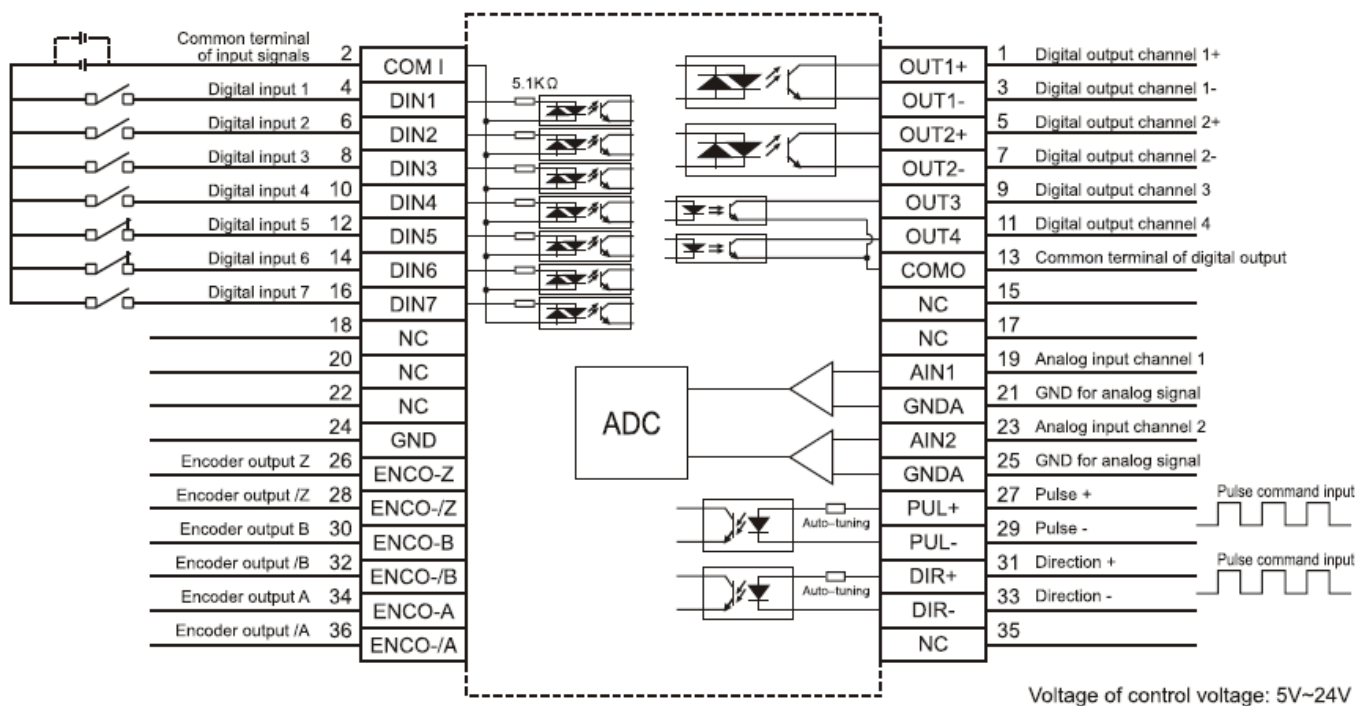 Common terminal
of input signals 2 COM I
Digital input 1 4 DIN1
Digital input 2 6 DIN2
Digital input 3 8 DIN3
Digital input 4 10 DIN4
Digital input 5 12 DIN5
Digital input 6 14 DIN6
Digital input 7 16 DIN7
18 NC
20 NC
22 NC
24 GND
Encoder output Z 26 ENCO-Z
Encoder output /Z 28 ENCO-/Z
Encoder output B 30 ENCO-B
Encoder output /B 32 ENCO-/B
Encoder output A 34 ENCO-A
Encoder output /A 36 ENCO-/A
5.1KΩ
ADC
Auto-tuning
Auto-tuning
OUT1+ 1 Digital output channel 1+
OUT1- 3 Digital output channel 1-
OUT2+ 5 Digital output channel 2+
OUT2- 7 Digital output channel 2-
OUT3 9 Digital output channel 3
OUT4 11 Digital output channel 4
COMO 13 Common terminal of digital output
NC 15
NC 17
AIN1 19 Analog input channel 1
GNDA 21 GND for analog signal
AIN2 23 Analog input channel 2
GNDA 25 GND for analog signal
PUL+ 27 Pulse + Pulse command input
PUL- 29 Pulse -
DIR+ 31 Direction + Pulse command input
DIR- 33 Direction -
NC 35
Voltage of control voltage: 5V~24V